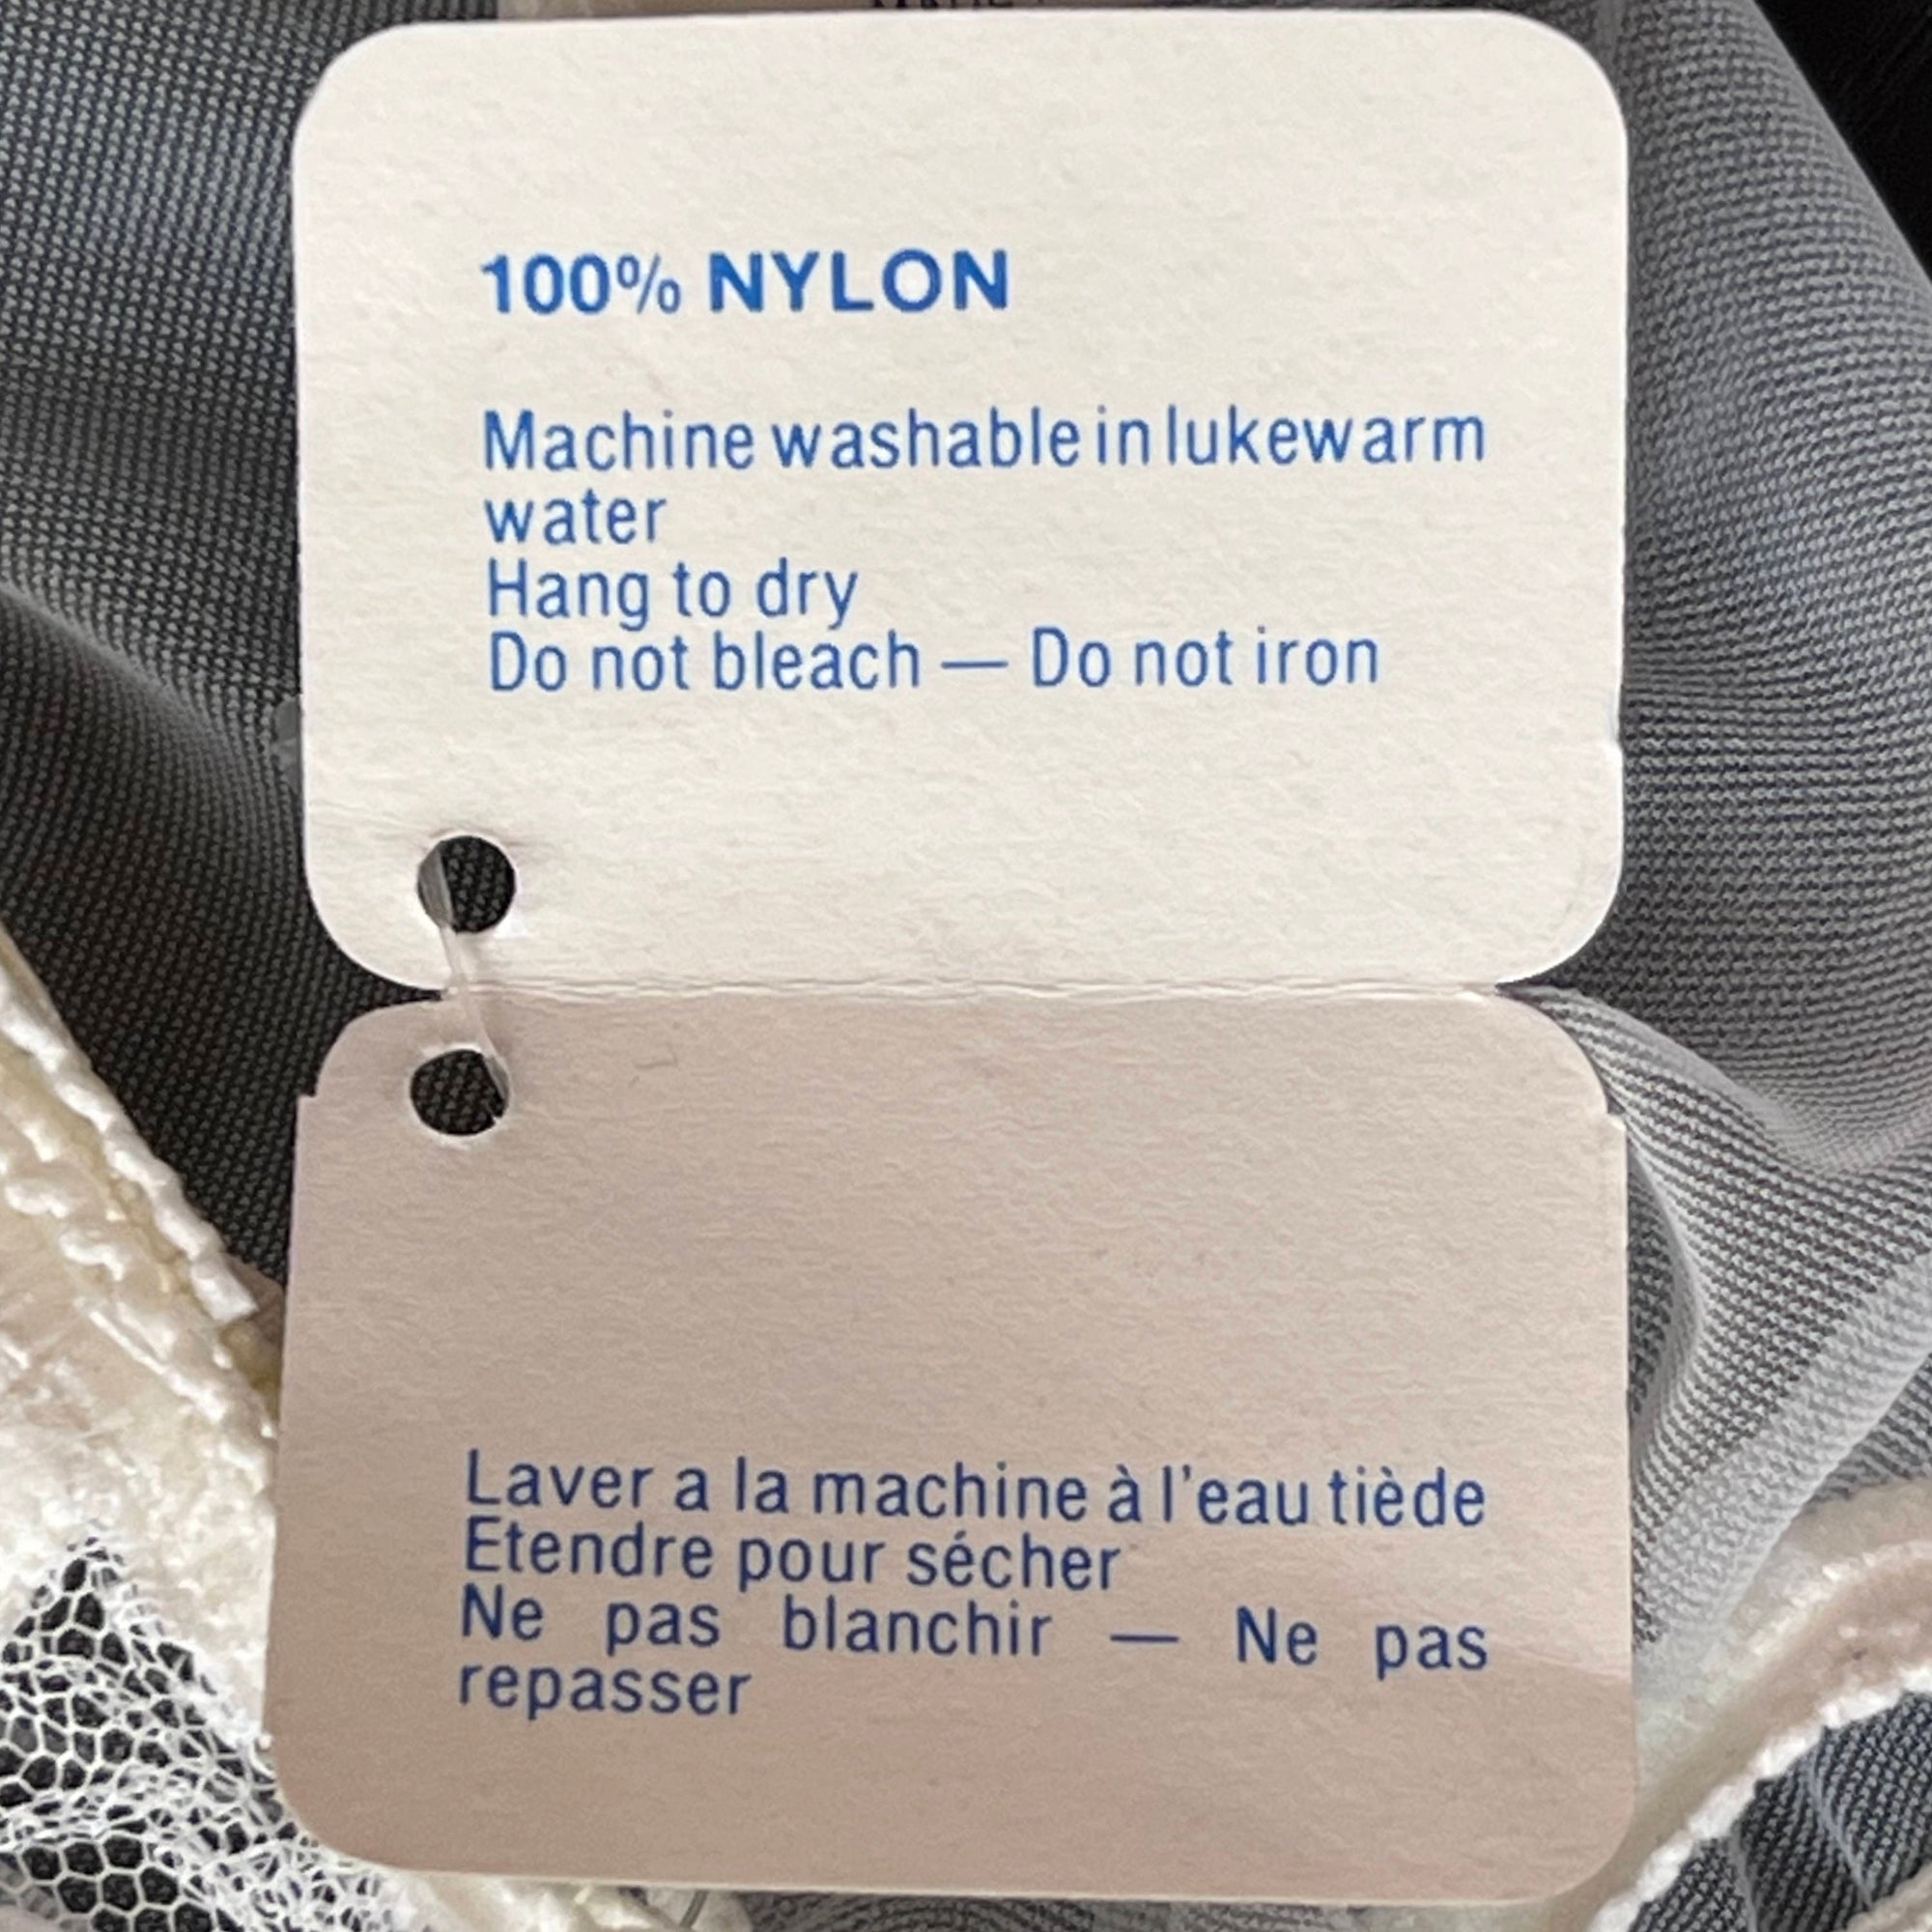 100% NYLON
Machine washable in lukewarm
water
Hang to dry
Do not bleach — Do not iron
Laver a la machine à l'eau tiède
Etendre pour sécher
Ne pas blanchir — Ne pas
repasser